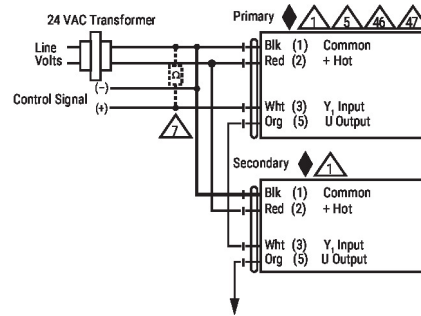 24 VAC Transformer
Primary 1 5 46 47
Line Volts
Blk (1) Common
Red (2) + Hot
Ω
(–)
Control Signal
(+)
Wht (3) Y₁ Input
Org (5) U Output
7
Secondary 1
Blk (1) Common
Red (2) + Hot
Wht (3) Y₁ Input
Org (5) U Output